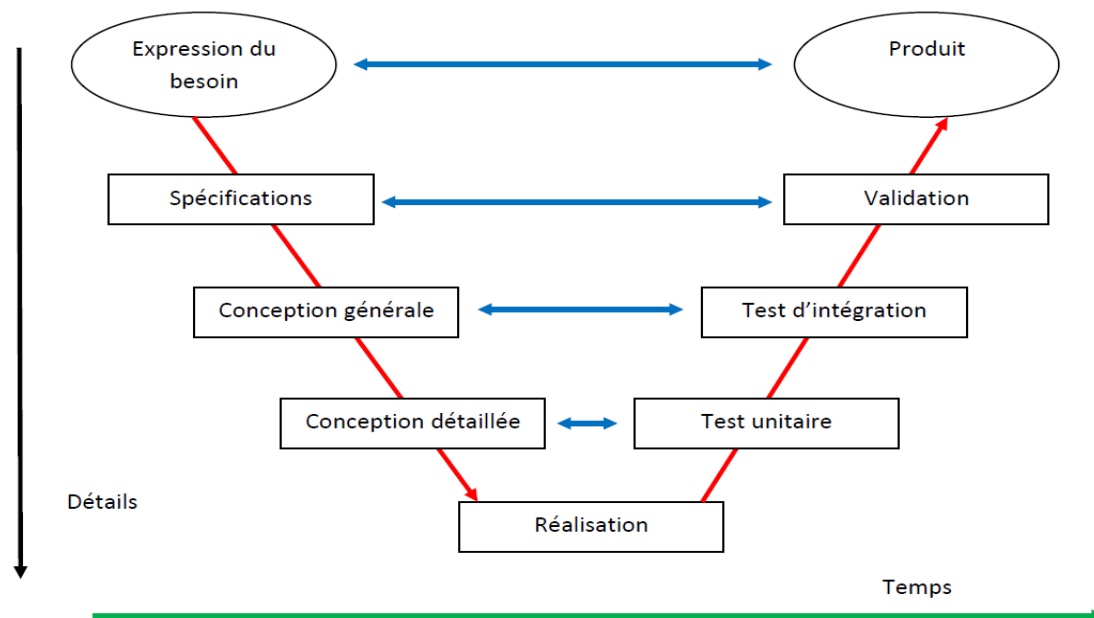 Expression du
besoin
Produit
Spécifications
Validation
Conception générale
Test d'intégration
Conception détaillée
Test unitaire
Détails
Réalisation
Temps